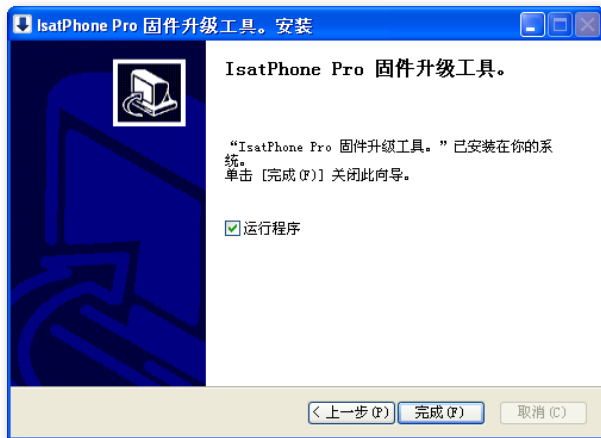 IsatPhone Pro 固件升级工具。安装
IsatPhone Pro 固件升级工具。
“IsatPhone Pro 固件升级工具。”已安装在你的系
统。
单击 [完成(F)] 关闭此向导。
运行程序
< 上一步(P) 完成(F) 取消(C)